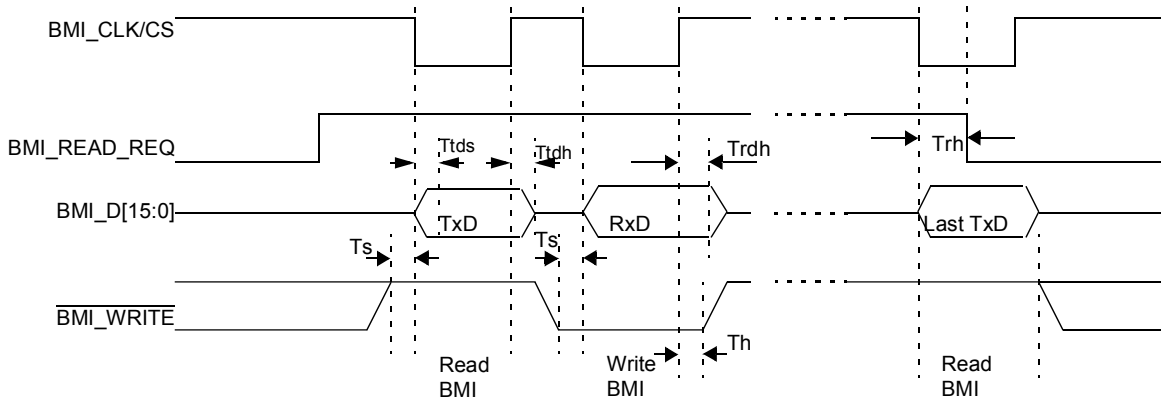 BMI_CLK/CS
BMI_READ_REQ
Ttds
Ttdh
Trdh
Trh
BMI_D[15:0]
TxD
RxD
Last TxD
Ts
Ts
BMI_WRITE
Th
Read
BMI
Write
BMI
Read
BMI